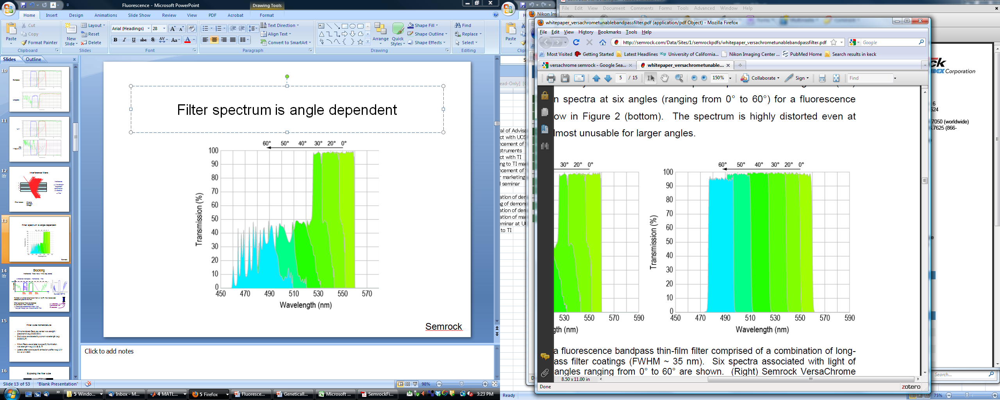 Fluorescence - Microsoft PowerPoint
Drawing Tools
Home Insert Design Animations Slide Show Review View PDF Acrobat Format
Paste
Cut
Copy
Format Painter
Clipboard
New Slide
Layout
Reset
Delete
Slides
Arial (Headings) 28
B I U abc S AV Aa A
Font
Text Direction
Align Text
Convert to SmartArt
Paragraph
Arrange
Quick Styles
Shape Fill
Shape Outline
Shape Effects
Drawing
Find
Replace
Select
Editing
Slides Outline
10
Bandpass
Longpass
11
12
Interference filters
13
Filter spectrum is angle dependent
Semrock
14
Blocking
15
Filter cube nomenclature
16
Exploding the filter cube
Filter spectrum is angle dependent
60° 50° 40° 30° 20° 0°
100
90
80
70
60
50
40
30
20
10
0
Transmission (%)
450 470 490 510 530 550 570
Wavelength (nm)
Semrock
Click to add notes
Slide 13 of 53 "Blank Presentation" 98%
5 Windo... Inbox - M... 4 MATL... 5 Firefox Fluoresce... Geneticall... Microsoft ... SemrockFi... 3:23 PM
Paste
ead-Only]
al of Advisa
ct with UCS
ncement of
struments
ct with TI
ng to TI mar
ncement of
r marketing
l seminar
ation of den
g of demons
ation of den
ation of mar
eminar at U
to TI
Ready
Nikon Im
File Edit View Document Comments Forms Tools Advanced Window Help
whitepaper_versachrometunablebandpassfilter.pdf (application/pdf Object) - Mozilla Firefox
File Edit View History Bookmarks Tools Help
http://semrock.com/Data/Sites/1/semrockpdfs/whitepaper_versachrometunablebandpassfilter.pdf
Google
Most Visited Getting Started Latest Headlines University of California... Nikon Imaging Center ... PubMed Home Search results in keck
versachrome semrock - Google Sea... whitepaper_versachrometunable...
5 / 15 150% Collaborate Sign Find
n spectra at six angles (ranging from 0° to 60°) for a fluorescence
ow in Figure 2 (bottom). The spectrum is highly distorted even at
lmost unusable for larger angles.
30° 20° 0°
530 550 570 590
gth (nm)
60° 50° 40° 30° 20° 0°
100
90
80
70
60
50
40
30
20
10
0
Transmission (%)
450 470 490 510 530 550 570 590
Wavelength (nm)
a fluorescence bandpass thin-film filter comprised of a combination of long-
ass filter coatings (FWHM ~ 35 nm). Six spectra associated with light of
angles ranging from 0° to 60° are shown. (Right) Semrock VersaChrome
8.50 x 11.00 in
Done
zotero
ck
IDEX Corporation
6
624
7050 (worldwide)
.7625 (866-
e
Search...
75%